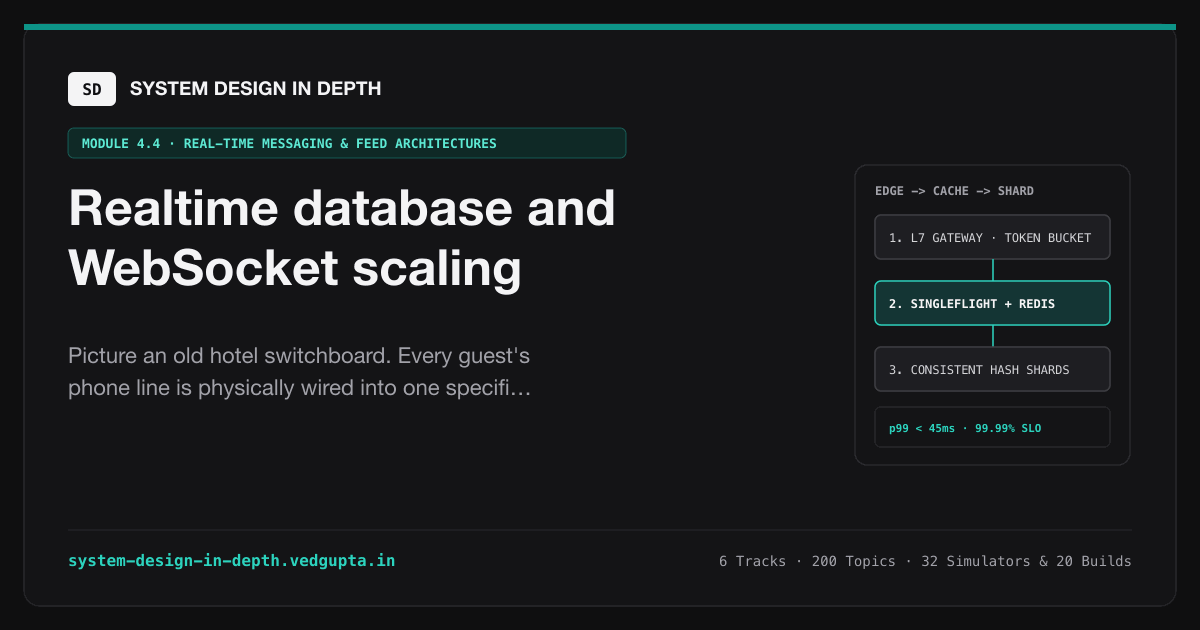 SD SYSTEM DESIGN IN DEPTH
MODULE 4.4 · REAL-TIME MESSAGING & FEED ARCHITECTURES
Realtime database and
WebSocket scaling
Picture an old hotel switchboard. Every guest's
phone line is physically wired into one specifi…
EDGE -> CACHE -> SHARD
1. L7 GATEWAY · TOKEN BUCKET
2. SINGLEFLIGHT + REDIS
3. CONSISTENT HASH SHARDS
p99 < 45ms · 99.99% SLO
system-design-in-depth.vedgupta.in
6 Tracks · 200 Topics · 32 Simulators & 20 Builds